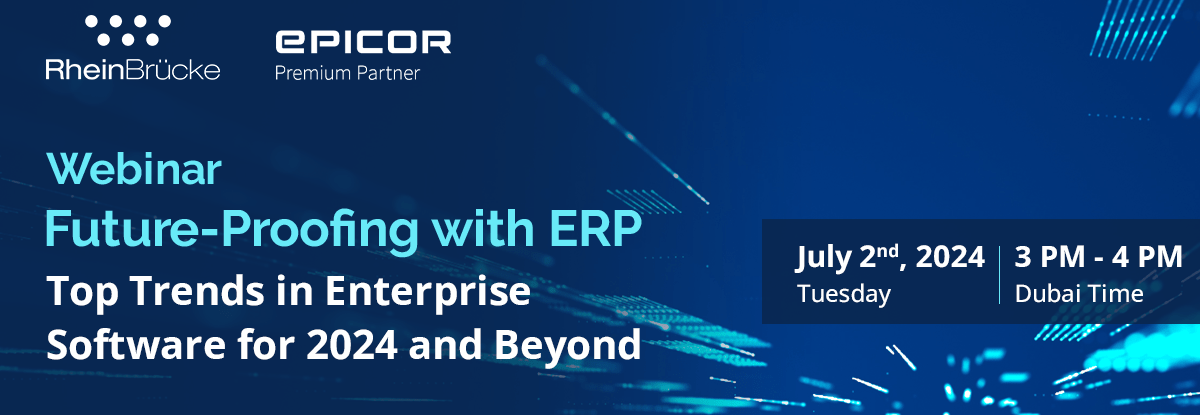 RheinBrücke
EPICOR
Premium Partner
Webinar
Future-Proofing with ERP
Top Trends in Enterprise
Software for 2024 and Beyond
July 2nd, 2024
Tuesday
3 PM - 4 PM
Dubai Time